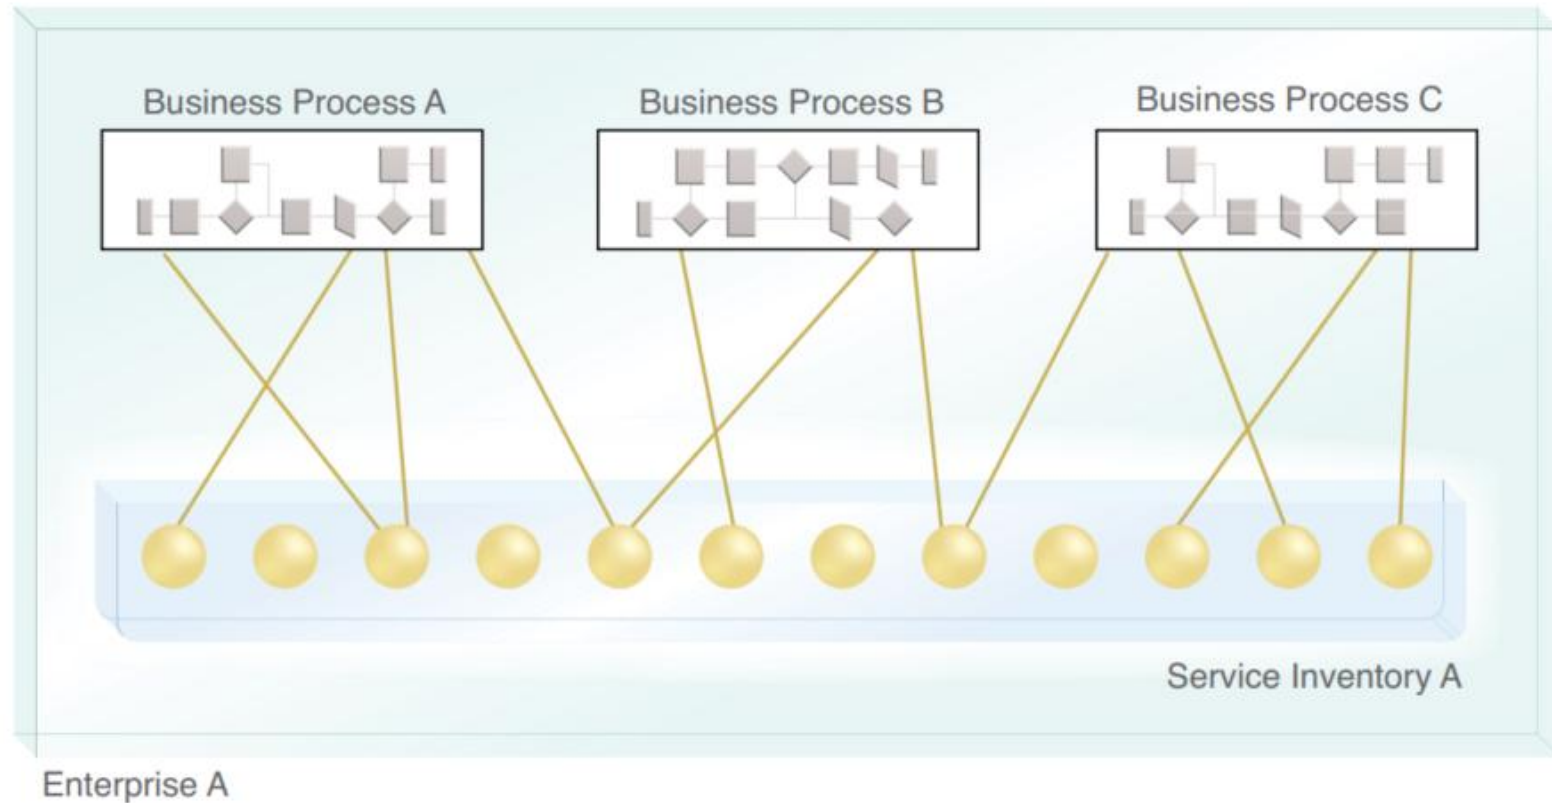 Business Process A
Business Process B
Business Process C
Service Inventory A
Enterprise A